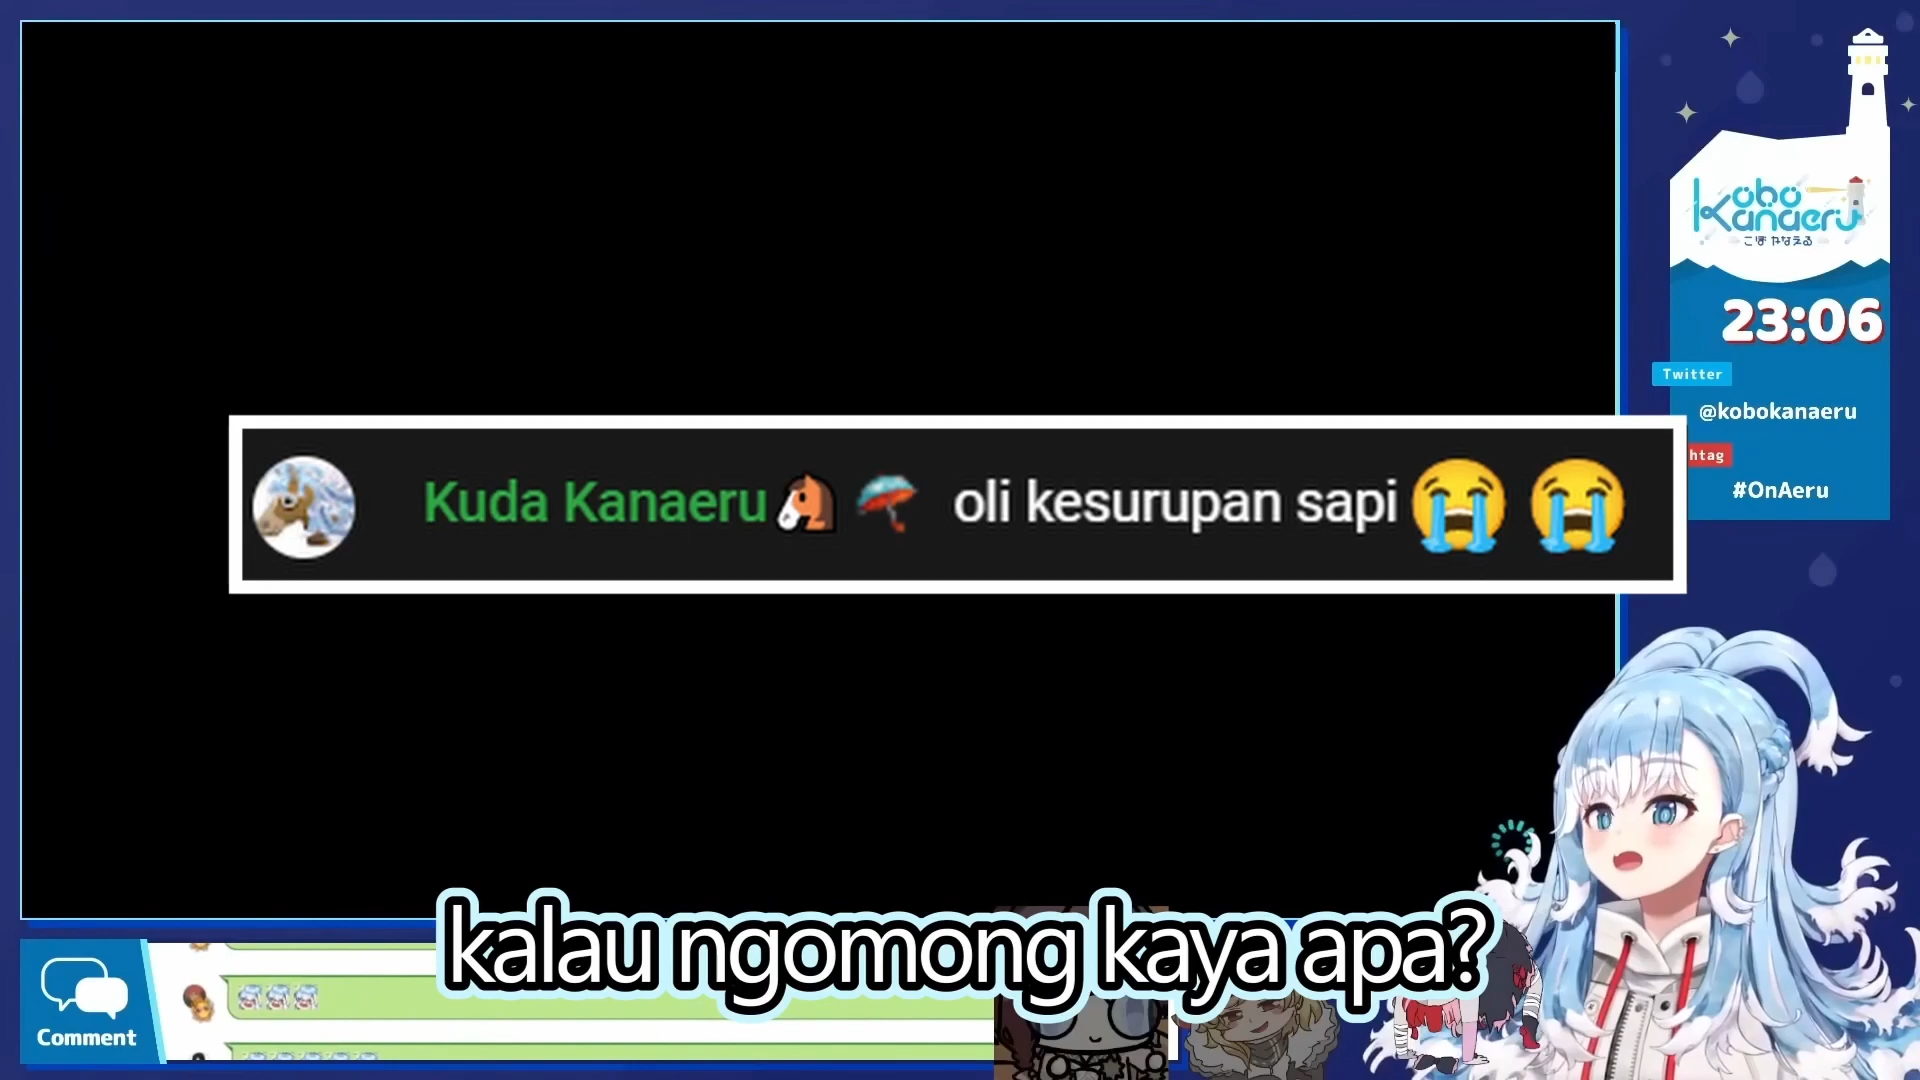 kobo
kanaeru
こぼ かなえる
23:06
Twitter
@kobokanaeru
htag
#OnAeru
Kuda Kanaeru🐴☂️ oli kesurupan sapi😭😭
kalau ngomong kaya apa?
Comment